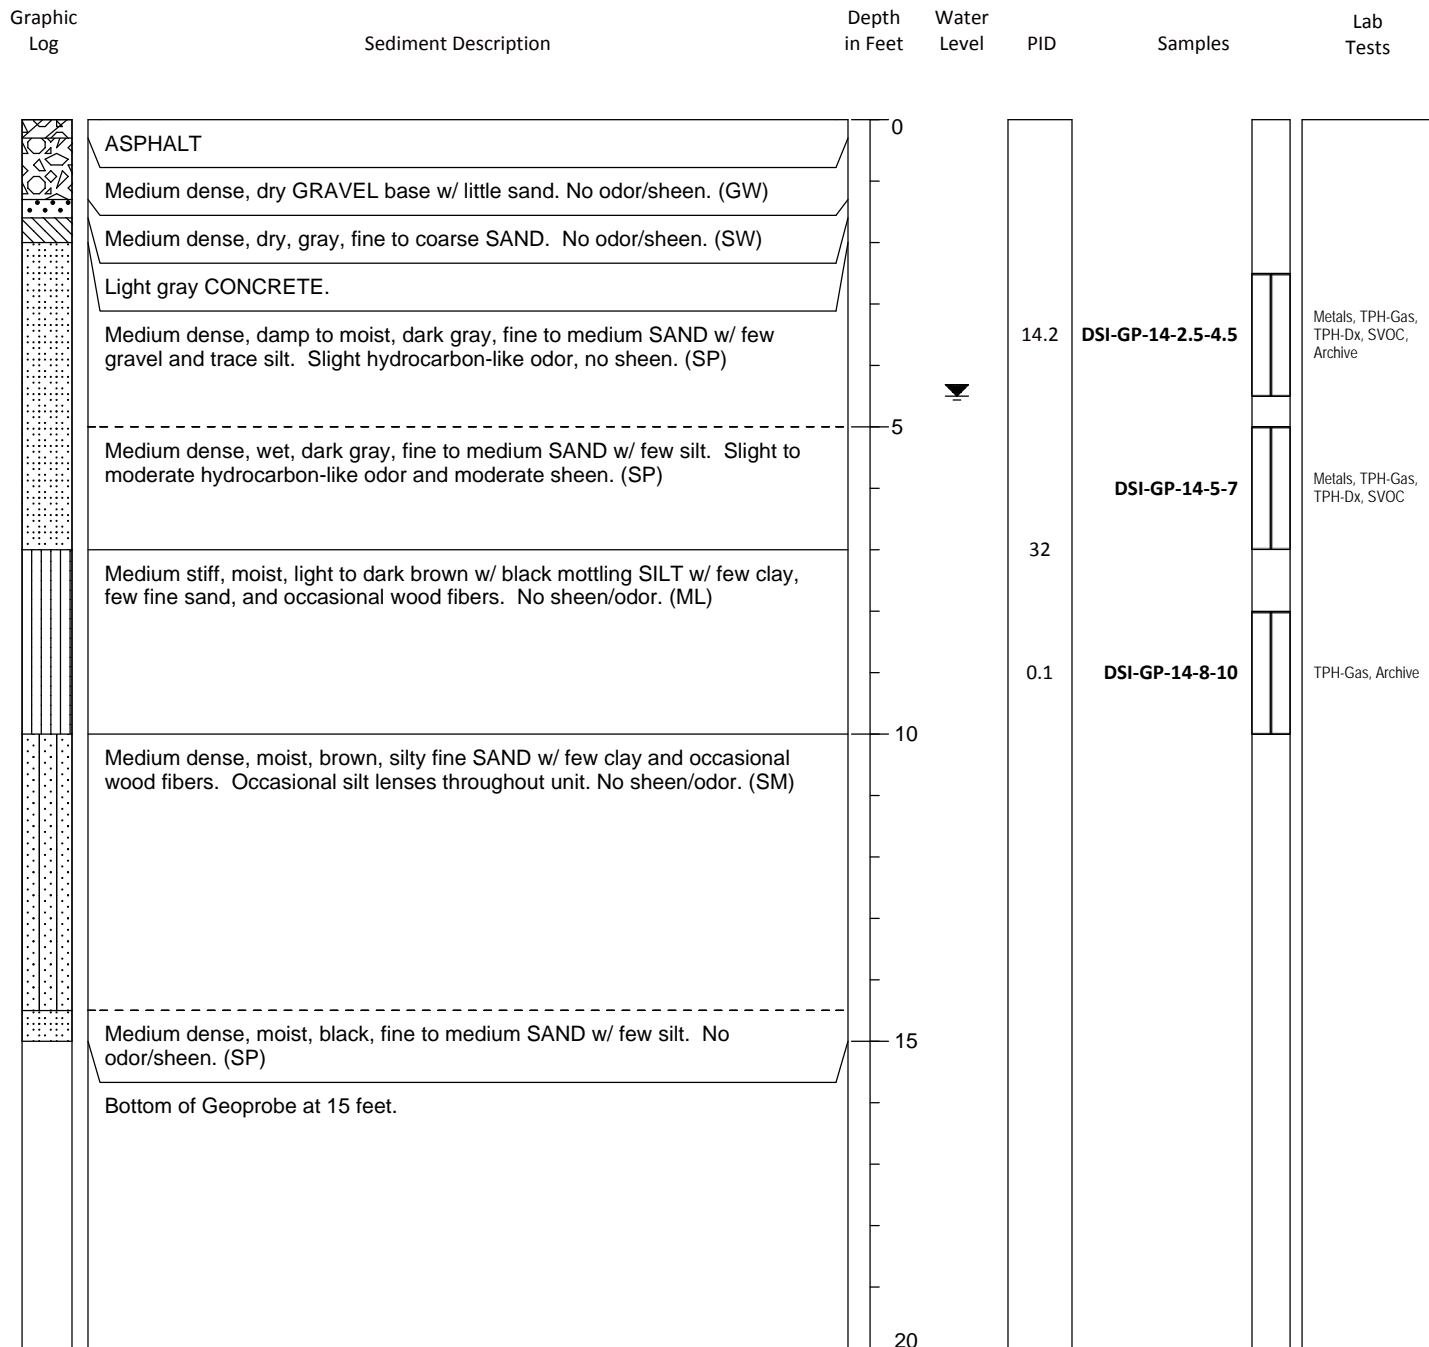 Graphic
Log
Sediment Description
Depth
in Feet
Water
Level
PID
Samples
Lab
Tests
0
ASPHALT
Medium dense, dry GRAVEL base w/ little sand. No odor/sheen. (GW)
Medium dense, dry, gray, fine to coarse SAND.  No odor/sheen. (SW)
Light gray CONCRETE.
Medium dense, damp to moist, dark gray, fine to medium SAND w/ few
gravel and trace silt.  Slight hydrocarbon-like odor, no sheen. (SP)
14.2
DSI-GP-14-2.5-4.5
Metals, TPH-Gas,
TPH-Dx, SVOC,
Archive
5
Medium dense, wet, dark gray, fine to medium SAND w/ few silt.  Slight to
moderate hydrocarbon-like odor and moderate sheen. (SP)
DSI-GP-14-5-7
Metals, TPH-Gas,
TPH-Dx, SVOC
32
Medium stiff, moist, light to dark brown w/ black mottling SILT w/ few clay,
few fine sand, and occasional wood fibers.  No sheen/odor. (ML)
0.1
DSI-GP-14-8-10
TPH-Gas, Archive
10
Medium dense, moist, brown, silty fine SAND w/ few clay and occasional
wood fibers.  Occasional silt lenses throughout unit. No sheen/odor. (SM)
Medium dense, moist, black, fine to medium SAND w/ few silt.  No
odor/sheen. (SP)
15
Bottom of Geoprobe at 15 feet.
20